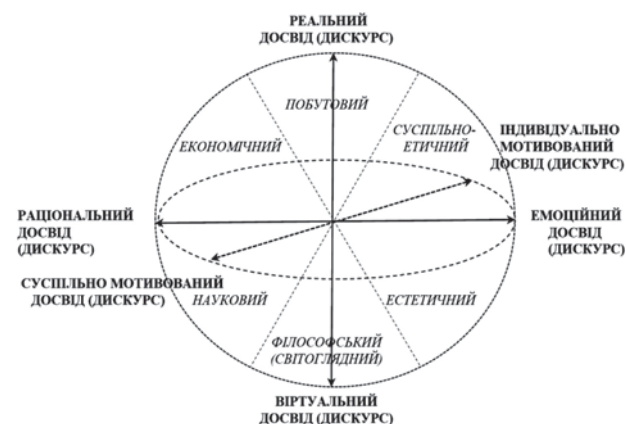 РЕАЛЬНИЙ
ДОСВІД (ДИСКУРС)
ПОБУТОВИЙ
ЕКОНОМІЧНИЙ
СУСПІЛЬНО-
ЕТИЧНИЙ
ІНДИВІДУАЛЬНО
МОТИВОВАНИЙ
ДОСВІД (ДИСКУРС)
РАЦІОНАЛЬНИЙ
ДОСВІД
(ДИСКУРС)
ЕМОЦІЙНИЙ
ДОСВІД
(ДИСКУРС)
СУСПІЛЬНО МОТИВОВАНИЙ
ДОСВІД (ДИСКУРС)
НАУКОВИЙ
ЕСТЕТИЧНИЙ
ФІЛОСОФСЬКИЙ
(СВІТОГЛЯДНИЙ)
ВІРТУАЛЬНИЙ
ДОСВІД (ДИСКУРС)